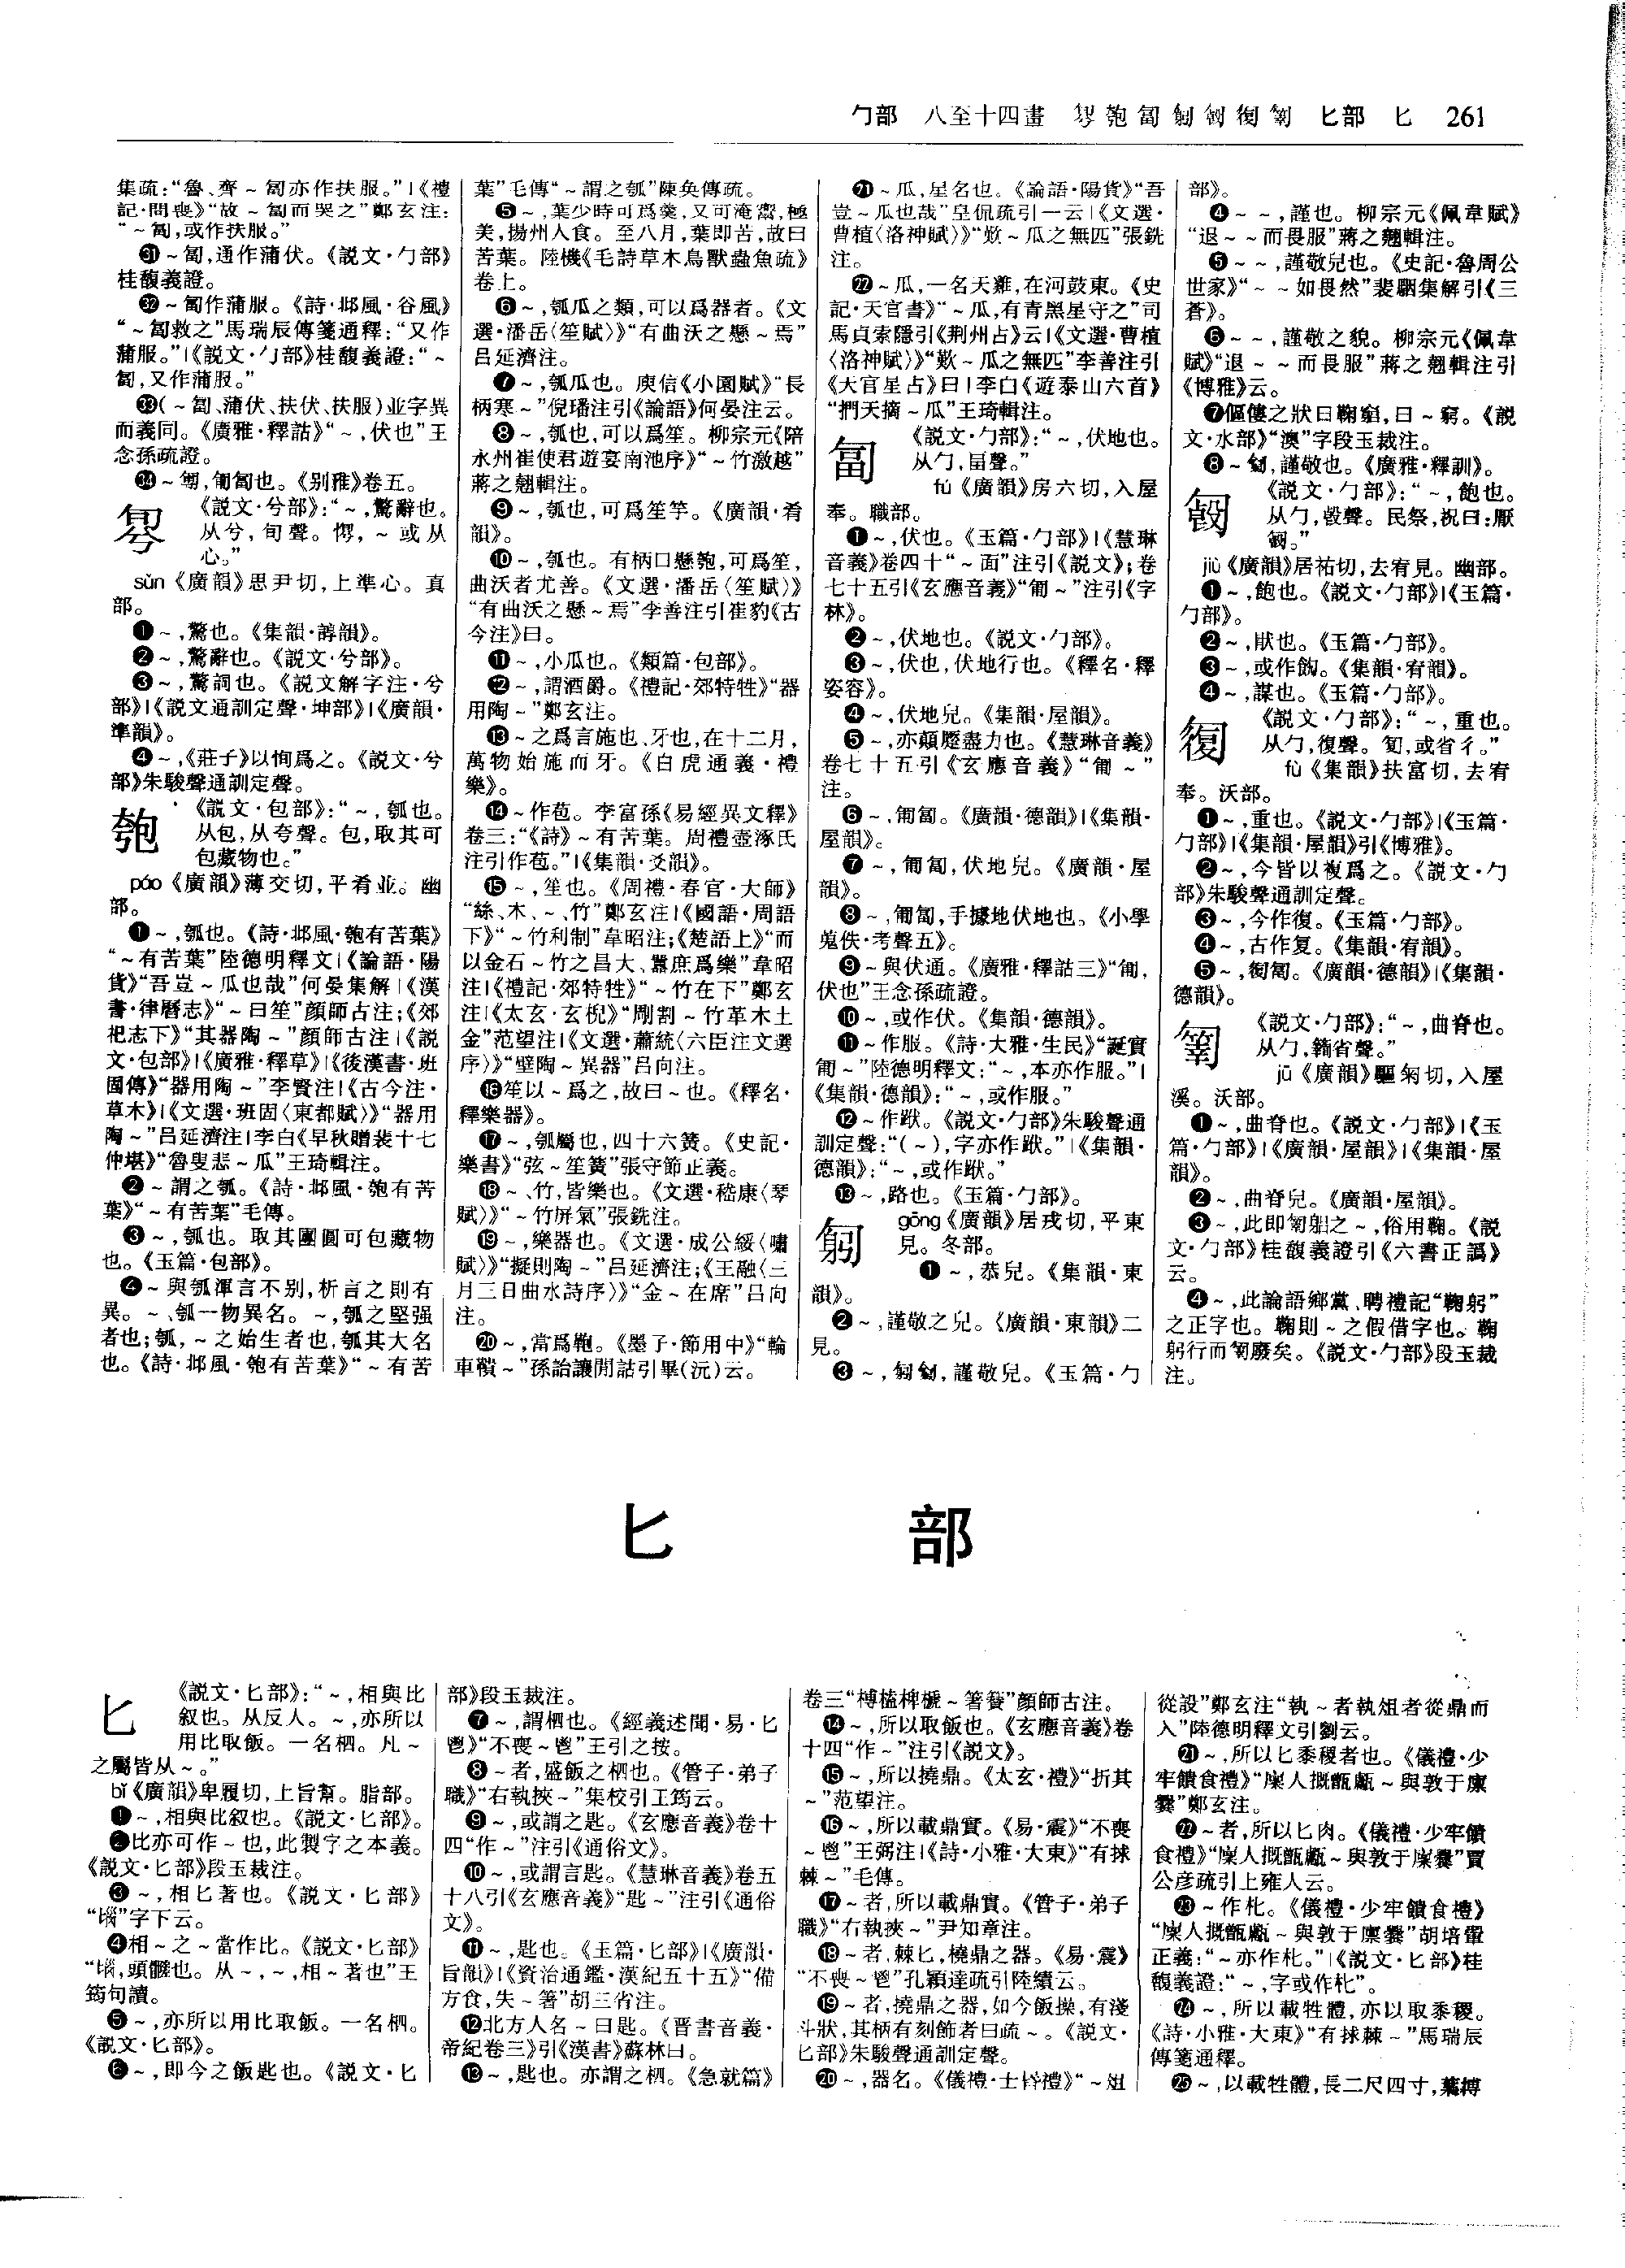 勹部　八至十四畫　㔼匏匐匑匓匔匊　匕部　匕　261
集疏：“魯、齊～匐亦作扶服。”|《禮
記·問喪》“故～匐而哭之”鄭玄注：
“～匐，或作扶服。”
㉛～匐，通作蒲伏。《説文·勹部》
桂馥義證。
㉜～匐作蒲服。《詩·邶風·谷風》
“～匐救之”馬瑞辰傳箋通釋：“又作
蒲服。”|《説文·勹部》桂馥義證：“～
匐，又作蒲服。”
㉝（～匐、蒲伏、扶伏、扶服）並字異
而義同。《廣雅·釋詁》“～，伏也”王
念孫疏證。
㉞～匊，匍匐也。《别雅》卷五。
《説文·兮部》：“～，驚辭也。
从兮，旬聲。愕，～或从
心。”
sǔn《廣韻》思尹切，上準心。真
部。
❶～，驚也。《集韻·諄韻》。
❷～，驚辭也。《説文·兮部》。
❸～，驚詞也。《説文解字注·兮
部》|《説文通訓定聲·坤部》|《廣韻·
準韻》。
❹～，《莊子》以恂爲之。《説文·兮
部》朱駿聲通訓定聲。
匏
《説文·包部》：“～，瓠也。
从包，从夸聲。包，取其可
包藏物也。”
páo《廣韻》薄交切，平肴並。幽
部。
❶～，瓠也。《詩·邶風·匏有苦葉》
“～有苦葉”陸德明釋文|《論語·陽
貨》“吾豈～瓜也哉”何晏集解|《漢
書·律曆志》“～曰笙”顔師古注；《郊
祀志下》“其器陶～”顔師古注|《説
文·包部》|《廣雅·釋草》|《後漢書·班
固傳》“器用陶～”李賢注|《古今注·
草木》|《文選·班固〈東都賦〉》“器用
陶～”吕延濟注|李白《早秋贈裴十七
仲堪》“魯叟悲～瓜”王琦輯注。
❷～謂之瓠。《詩·邶風·匏有苦
葉》“～有苦葉”毛傳。
❸～，瓠也。取其團圓可包藏物
也。《玉篇·包部》。
❹～與瓠渾言不别，析言之則有
異。～、瓠一物異名。～，瓠之堅强
者也；瓠，～之始生者也，瓠其大名
也。《詩·邶風·匏有苦葉》“～有苦
葉”毛傳“～謂之瓠”陳奂傳疏。
❺～，葉少時可爲羹，又可淹䰞，極
美，揚州人食。至八月，葉即苦，故曰
苦葉。陸機《毛詩草木鳥獸蟲魚疏》
卷上。
❻～，瓠瓜之類，可以爲器者。《文
選·潘岳〈笙賦〉》“有曲沃之懸～焉”
吕延濟注。
❼～，瓠瓜也。庾信《小園賦》“長
柄寒～”倪璠注引《論語》何晏注云。
❽～，瓠也，可以爲笙。柳宗元《陪
永州崔使君遊宴南池序》“～竹激越”
蔣之翹輯注。
❾～，瓠也，可爲笙竽。《廣韻·肴
韻》。
❿～，瓠也。有柄口懸匏，可爲笙，
曲沃者尤善。《文選·潘岳〈笙賦〉》
“有曲沃之懸～焉”李善注引崔豹《古
今注》曰。
⓫～，小瓜也。《類篇·包部》。
⓬～，謂酒爵。《禮記·郊特牲》“器
用陶～”鄭玄注。
⓭～之爲言施也、牙也，在十二月，
萬物始施而牙。《白虎通義·禮
樂》。
⓮～作苞。李富孫《易經異文釋》
卷三：“《詩》～有苦葉。周禮壺涿氏
注引作苞。”|《集韻·爻韻》。
⓯～，笙也。《周禮·春官·大師》
“絲、木、～、竹”鄭玄注|《國語·周語
下》“～竹利制”韋昭注；《楚語上》“而
以金石～竹之昌大、囂庶爲樂”韋昭
注|《禮記·郊特牲》“～竹在下”鄭玄
注|《太玄·玄棿》“剛割～竹革木土
金”范望注|《文選·蕭統〈六臣注文選
序〉》“壁陶～異器”吕向注。
⓰笙以～爲之，故曰～也。《釋名·
釋樂器》。
⓱～，瓠屬也，四十六簧。《史記·
樂書》“弦～笙簧”張守節正義。
⓲～、竹，皆樂也。《文選·嵇康〈琴
賦〉》“～竹屏氣”張銑注。
⓳～，樂器也。《文選·成公綏〈嘯
賦〉》“擬則陶～”吕延濟注；《王融〈三
月三日曲水詩序〉》“金～在席”吕向
注。
⓴～，當爲鞄。《墨子·節用中》“輪
車鞼～”孫詒讓閒詁引畢（沅）云。
㉑～瓜，星名也。《論語·陽貨》“吾
豈～瓜也哉”皇侃疏引一云|《文選·
曹植〈洛神賦〉》“歎～瓜之無匹”張銑
注。
㉒～瓜，一名天雞，在河鼓東。《史
記·天官書》“～瓜，有青黑星守之”司
馬貞索隱引《荆州占》云|《文選·曹植
〈洛神賦〉》“歎～瓜之無匹”李善注引
《天官星占》曰|李白《遊泰山六首》
“捫天摘～瓜”王琦輯注。
匐
《説文·勹部》：“～，伏地也。
从勹，畐聲。”
fú《廣韻》房六切，入屋
奉。職部。
❶～，伏也。《玉篇·勹部》|《慧琳
音義》卷四十“～面”注引《説文》；卷
七十五引《玄應音義》“匍～”注引《字
林》。
❷～，伏地也。《説文·勹部》。
❸～，伏也，伏地行也。《釋名·釋
姿容》。
❹～，伏地皃。《集韻·屋韻》。
❺～，亦顛蹷盡力也。《慧琳音義》
卷七十五引《玄應音義》“匍～”
注。
❻～，匍匐。《廣韻·德韻》|《集韻·
屋韻》。
❼～，匍匐，伏地皃。《廣韻·屋
韻》。
❽～，匍匐，手據地伏地也。《小學
蒐佚·考聲五》。
❾～與伏通。《廣雅·釋詁三》“匍，
伏也”王念孫疏證。
❿～，或作伏。《集韻·德韻》。
⓫～作服。《詩·大雅·生民》“誕實
匍～”陸德明釋文：“～，本亦作服。”|
《集韻·德韻》：“～，或作服。”
⓬～作踾。《説文·勹部》朱駿聲通
訓定聲：“（～），字亦作踾。”|《集韻·
德韻》：“～，或作踾。”
⓭～，踣也。《玉篇·勹部》。
匑
gōng《廣韻》居戎切，平東
見。冬部。
❶～，恭皃。《集韻·東
韻》。
❷～，謹敬之皃。《廣韻·東韻》二
見。
❸～，匑匑，謹敬皃。《玉篇·勹
部》。
❹～～，謹也。柳宗元《佩韋賦》
“退～～而畏服”蔣之翹輯注。
❺～～，謹敬皃也。《史記·魯周公
世家》“～～如畏然”裴駰集解引《三
蒼》。
❻～～，謹敬之貌。柳宗元《佩韋
賦》“退～～而畏服”蔣之翹輯注引
《博雅》云。
❼傴僂之狀曰鞠窮，曰～窮。《説
文·水部》“澳”字段玉裁注。
❽～匑，謹敬也。《廣雅·釋訓》。
《説文·勹部》：“～，飽也。
从勹，㱿聲。民祭，祝曰：厭
匓。”
jiù《廣韻》居祐切，去宥見。幽部。
❶～，飽也。《説文·勹部》|《玉篇·
勹部》。
❷～，猒也。《玉篇·勹部》。
❸～，或作䬨。《集韻·宥韻》。
❹～，謀也。《玉篇·勹部》。
《説文·勹部》：“～，重也。
从勹，復聲。匎，或省彳。”
fù《集韻》扶富切，去宥
奉。沃部。
❶～，重也。《説文·勹部》|《玉篇·
勹部》|《集韻·屋韻》引《博雅》。
❷～，今皆以複爲之。《説文·勹
部》朱駿聲通訓定聲。
❸～，今作復。《玉篇·勹部》。
❹～，古作复。《集韻·宥韻》。
❺～，匐匐。《廣韻·德韻》|《集韻·
德韻》。
《説文·勹部》：“～，曲脊也。
从勹，籟省聲。”
jū《廣韻》驅匊切，入屋
溪。沃部。
❶～，曲脊也。《説文·勹部》|《玉
篇·勹部》|《廣韻·屋韻》|《集韻·屋
韻》。
❷～，曲脊皃。《廣韻·屋韻》。
❸～，此即匊躬之～，俗用鞠。《説
文·勹部》桂馥義證引《六書正譌》
云。
❹～，此論語鄉黨、聘禮記“鞠躬”
之正字也。鞠則～之假借字也。鞠
躬行而匊廢矣。《説文·勹部》段玉裁
注。
匕　部
匕
《説文·匕部》：“～，相與比
叙也。从反人。～，亦所以
用比取飯。一名柶。凡～
之屬皆从～。”
bǐ《廣韻》卑履切，上旨幫。脂部。
❶～，相與比叙也。《説文·匕部》。
❷比亦可作～也，此製字之本義。
《説文·匕部》段玉裁注。
❸～，相匕著也。《説文·匕部》
“𡿺”字下云。
❹相～之～當作比。《説文·匕部》
“𡿺，頭髓也。从～，～，相～著也”王
筠句讀。
❺～，亦所以用比取飯。一名柶。
《説文·匕部》。
❻～，即今之飯匙也。《説文·匕
部》段玉裁注。
❼～，謂柶也。《經義述聞·易·匕
鬯》“不喪～鬯”王引之按。
❽～者，盛飯之柶也。《管子·弟子
職》“右執挾～”集校引王筠云。
❾～，或謂之匙。《玄應音義》卷十
四“作～”注引《通俗文》。
❿～，或謂言匙。《慧琳音義》卷五
十八引《玄應音義》“匙～”注引《通俗
文》。
⓫～，匙也。《玉篇·匕部》|《廣韻·
旨韻》|《資治通鑑·漢紀五十五》“備
方食，失～箸”胡三省注。
⓬北方人名～曰匙。《晋書音義·
帝紀卷三》引《漢書》蘇林曰。
⓭～，匙也。亦謂之柶。《急就篇》
卷三“槫榼椑榹～箸籫”顔師古注。
⓮～，所以取飯也。《玄應音義》卷
十四“作～”注引《説文》。
⓯～，所以撓鼎。《太玄·禮》“折其
～”范望注。
⓰～，所以載鼎實。《易·震》“不喪
～鬯”王弼注|《詩·小雅·大東》“有捄
棘～”毛傳。
⓱～者，所以載鼎實。《管子·弟子
職》“右執挾～”尹知章注。
⓲～者，棘匕，橈鼎之器。《易·震》
“不喪～鬯”孔穎達疏引陸績云。
⓳～者，撓鼎之器，如今飯操，有淺
斗狀，其柄有刻飾者曰疏～。《説文·
匕部》朱駿聲通訓定聲。
⓴～，器名。《儀禮·士昏禮》“～俎
從設”鄭玄注“執～者執俎者從鼎而
入”陸德明釋文引劉云。
㉑～，所以匕黍稷者也。《儀禮·少
牢饋食禮》“廩人摡甑甗～與敦于廩
爨”鄭玄注。
㉒～者，所以匕肉。《儀禮·少牢饋
食禮》“廩人摡甑甗～與敦于廩爨”賈
公彦疏引上雍人云。
㉓～作朼。《儀禮·少牢饋食禮》
“廩人摡甑甗～與敦于廩爨”胡培翬
正義：“～亦作朼。”|《説文·匕部》桂
馥義證：“～，字或作朼”。
㉔～，所以載牲體，亦以取黍稷。
《詩·小雅·大東》“有捄棘～”馬瑞辰
傳箋通釋。
㉕～，以載牲體，長二尺四寸，葉博